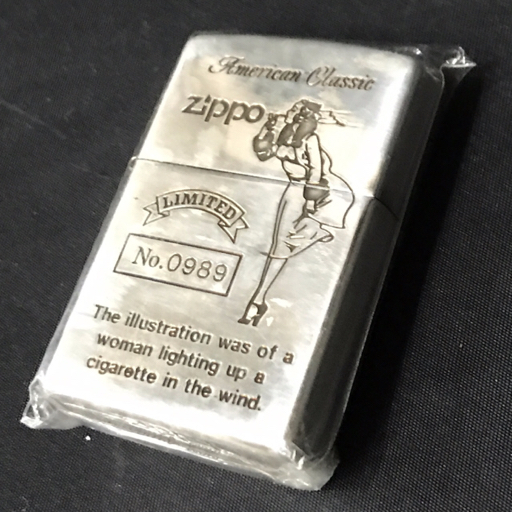 American Classic
Zippo
LIMITED
No.0989
The illustration was of a
woman lighting up a
cigarette in the wind.